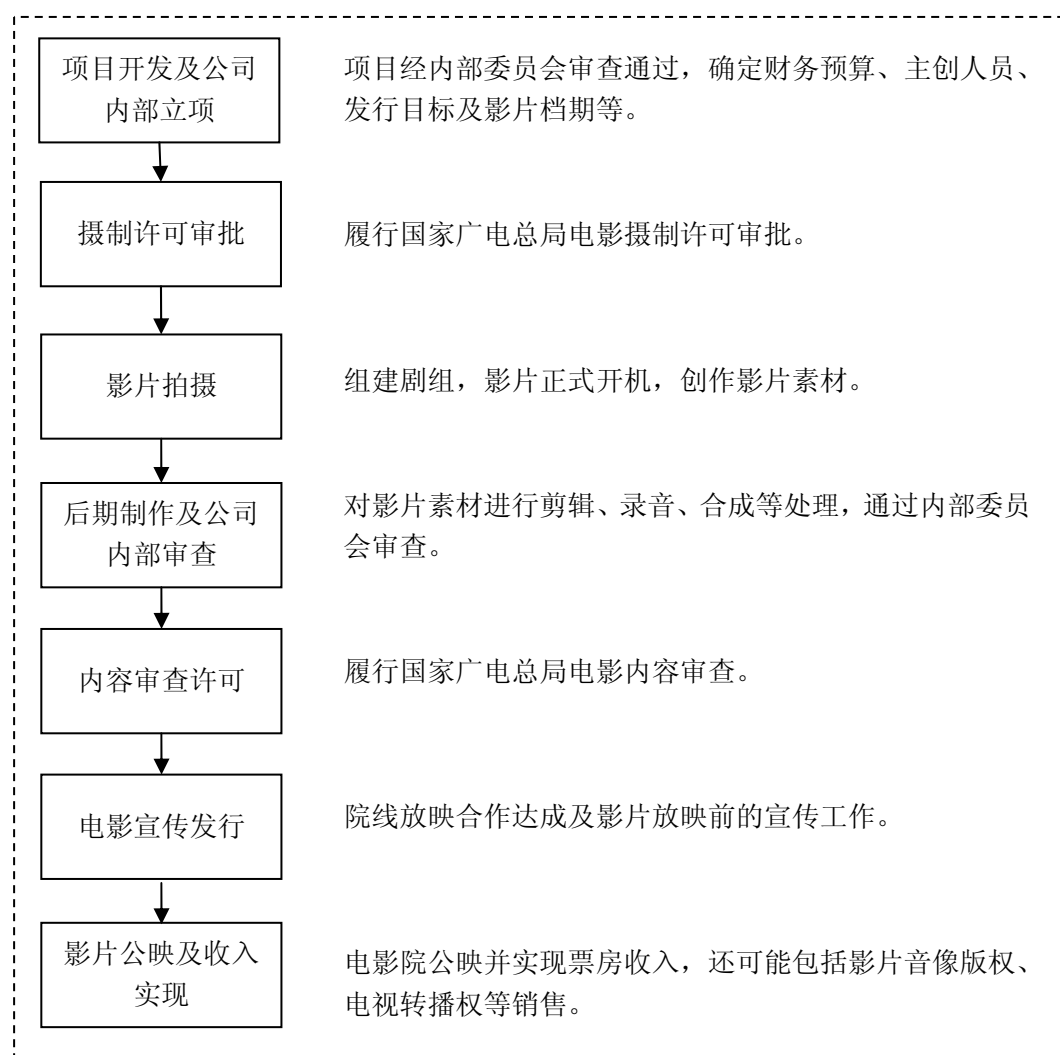 项目开发及公司
内部立项
项目经内部委员会审查通过，确定财务预算、主创人员、
发行目标及影片档期等。
摄制许可审批
履行国家广电总局电影摄制许可审批。
影片拍摄
组建剧组，影片正式开机，创作影片素材。
后期制作及公司
内部审查
对影片素材进行剪辑、录音、合成等处理，通过内部委员
会审查。
内容审查许可
履行国家广电总局电影内容审查。
电影宣传发行
院线放映合作达成及影片放映前的宣传工作。
影片公映及收入
实现
电影院公映并实现票房收入，还可能包括影片音像版权、
电视转播权等销售。